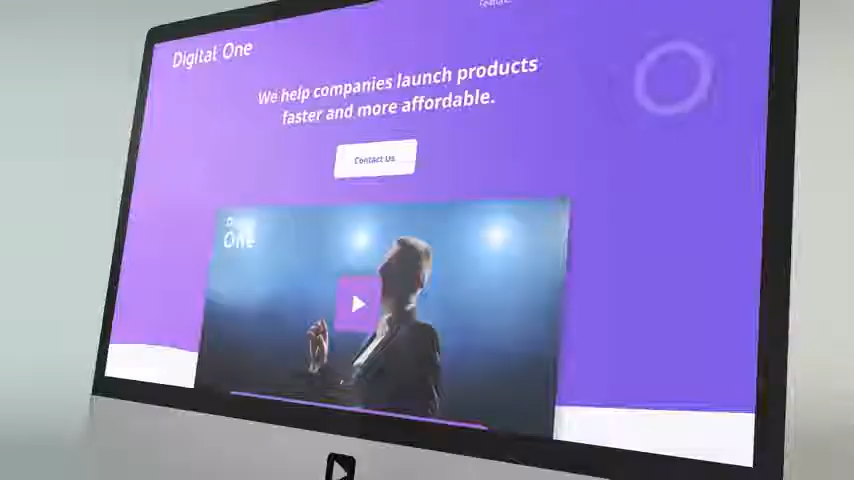 Digital One
We help companies launch products
faster and more affordable.
Contact Us
One